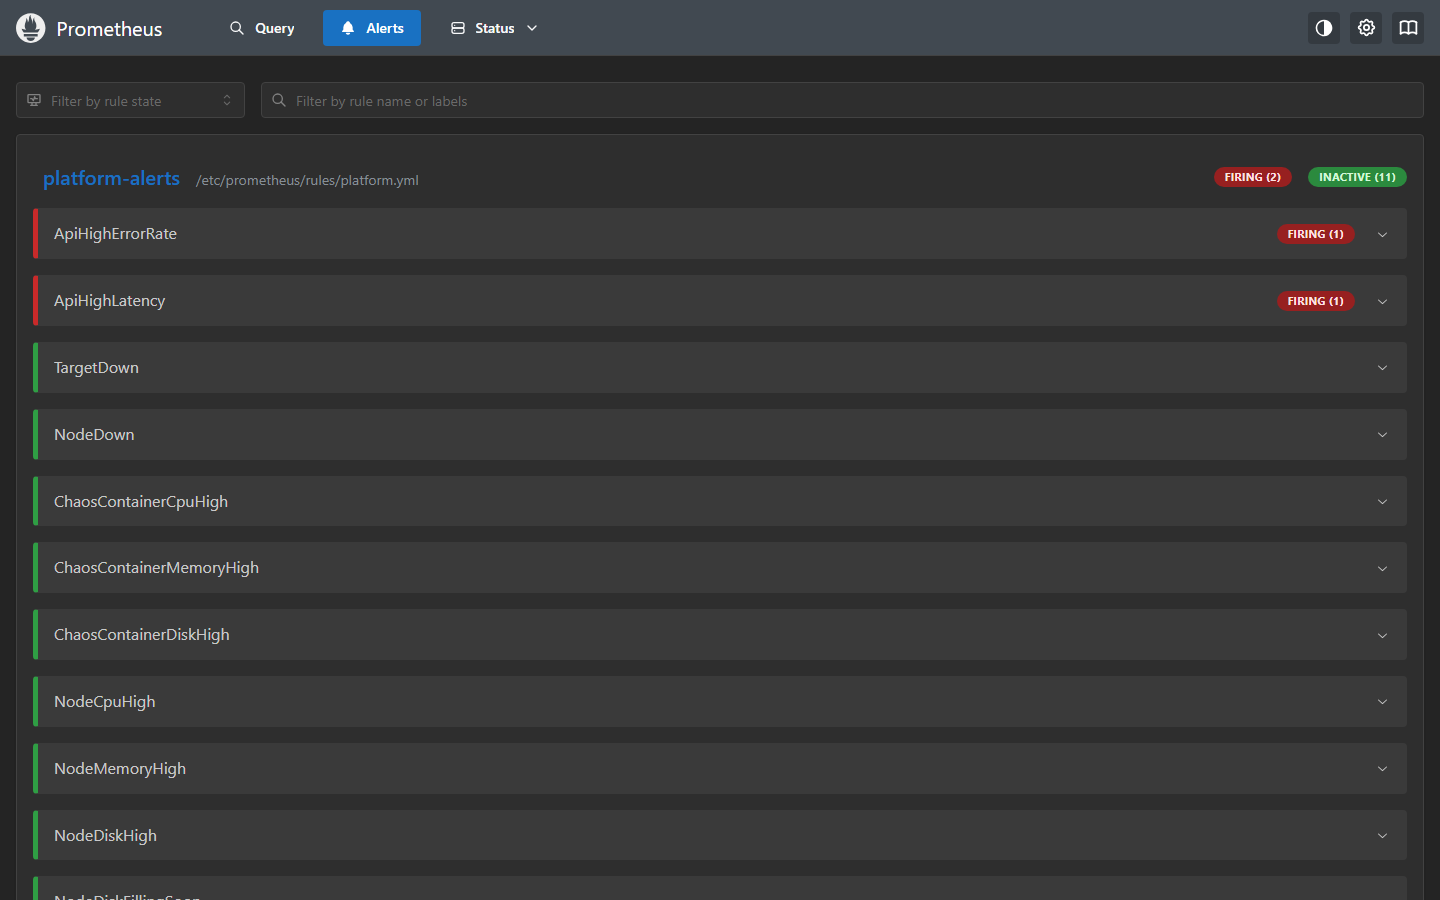 Prometheus
Query
Alerts
Status
Filter by rule state
Filter by rule name or labels
platform-alerts /etc/prometheus/rules/platform.yml FIRING (2) INACTIVE (11)
ApiHighErrorRate FIRING (1)
ApiHighLatency FIRING (1)
TargetDown
NodeDown
ChaosContainerCpuHigh
ChaosContainerMemoryHigh
ChaosContainerDiskHigh
NodeCpuHigh
NodeMemoryHigh
NodeDiskHigh
NodeDiskFillingSoon